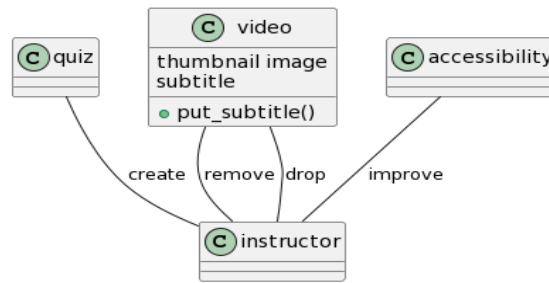 C quiz
C video
thumbnail image
subtitle
put_subtitle()
C accessibility
create
remove
drop
improve
C instructor